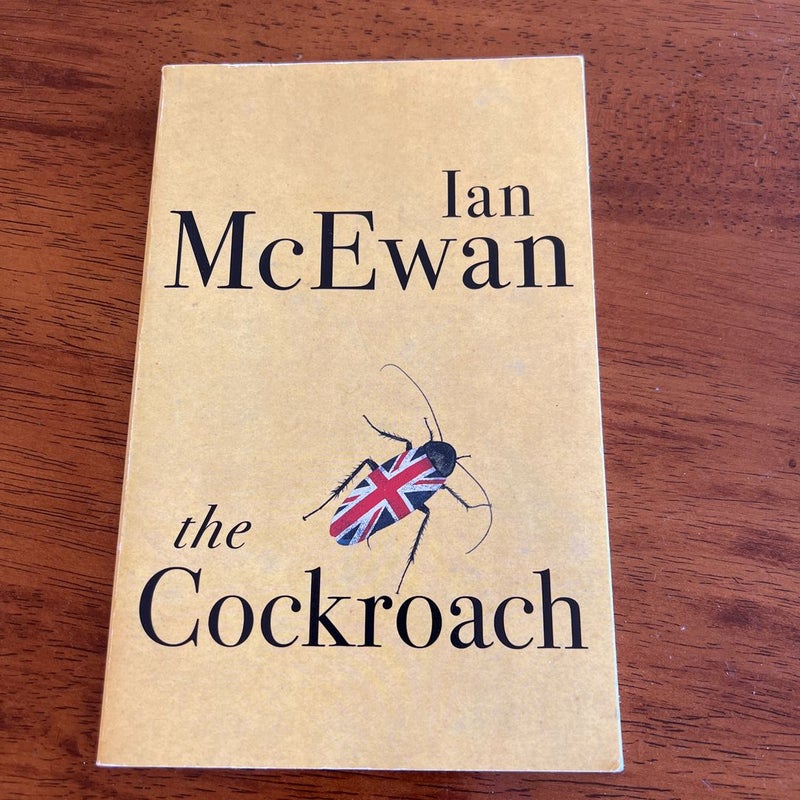 Ian
McEwan
the
Cockroach